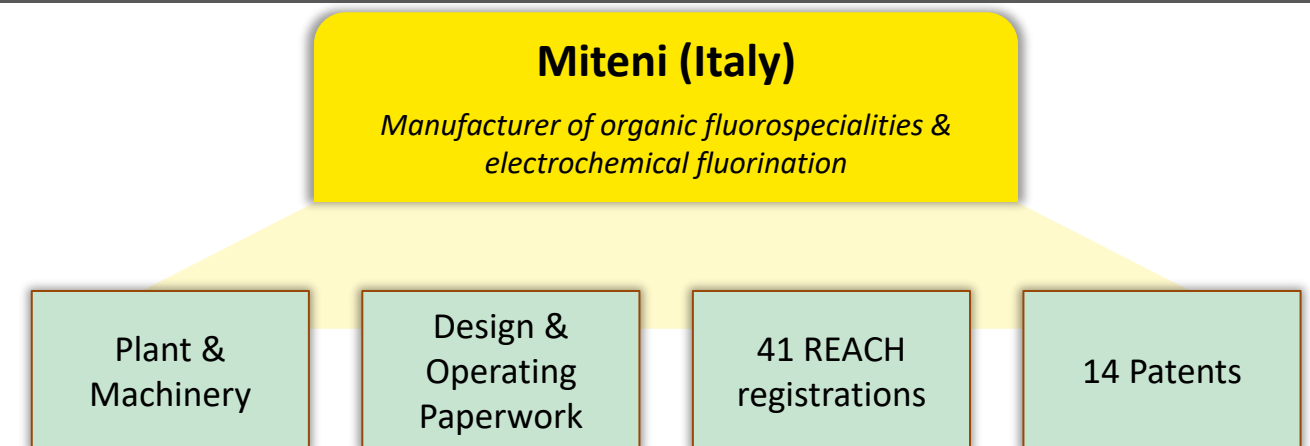 Miteni (Italy)
Manufacturer of organic fluorospecialities &
electrochemical fluorination
Plant &
Machinery
Design &
Operating
Paperwork
41 REACH
registrations
14 Patents